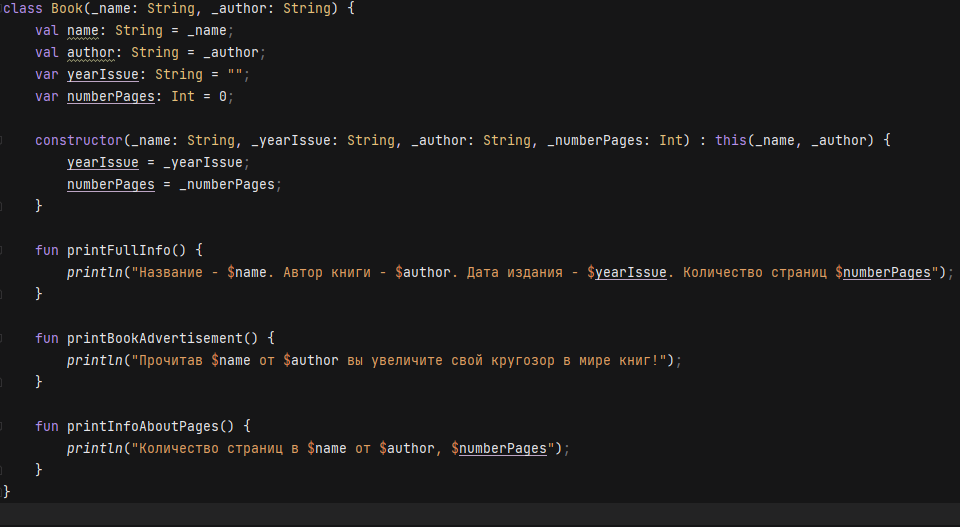 class Book(_name: String, _author: String) {
    val name: String = _name;
    val author: String = _author;
    var yearIssue: String = "";
    var numberPages: Int = 0;

    constructor(_name: String, _yearIssue: String, _author: String, _numberPages: Int) : this(_name, _author) {
        yearIssue = _yearIssue;
        numberPages = _numberPages;
    }

    fun printFullInfo() {
        println("Название - $name. Автор книги - $author. Дата издания - $yearIssue. Количество страниц $numberPages");
    }

    fun printBookAdvertisement() {
        println("Прочитав $name от $author вы увеличите свой кругозор в мире книг!");
    }

    fun printInfoAboutPages() {
        println("Количество страниц в $name от $author, $numberPages");
    }
}